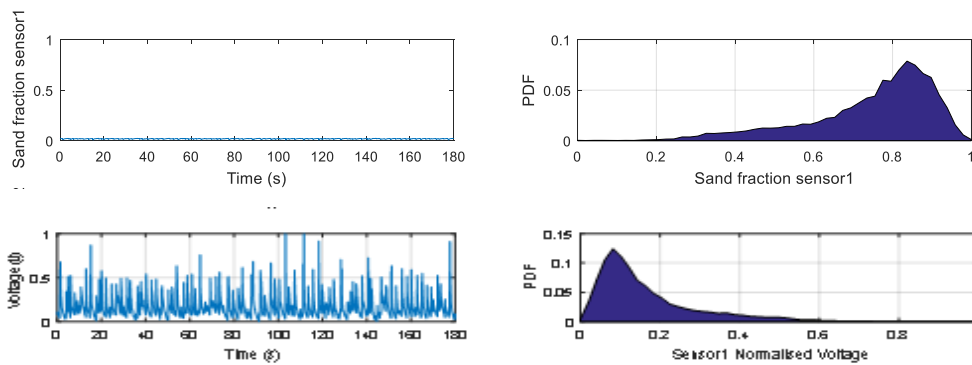 Sand fraction sensor1
1
0.5
0
0 20 40 60 80 100 120 140 160 180
Time (s)
PDF
0.1
0.05
0
0 0.2 0.4 0.6 0.8 1
Sand fraction sensor1
Voltage
1
0.5
0
0 20 40 60 80 100 120 140 160 180
Time (s)
PDF
0.15
0.1
0.05
0
0 0.2 0.4 0.6 0.8
Sensor1 Normalised Voltage